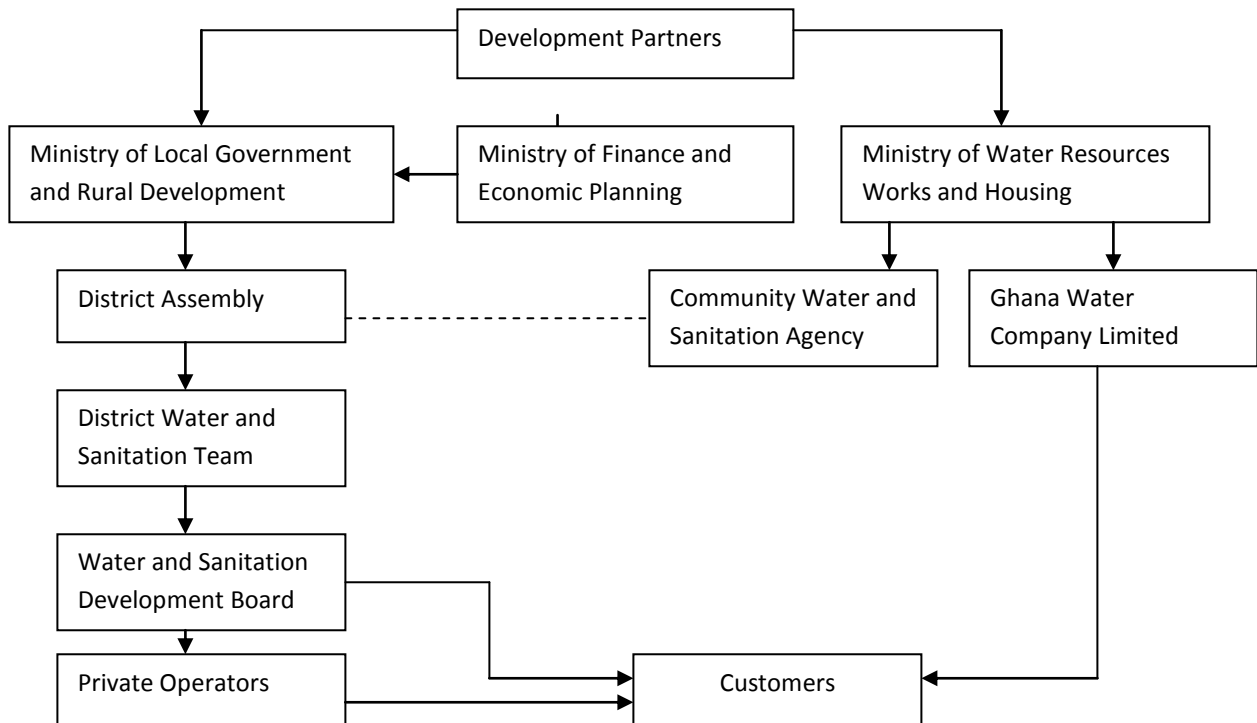 Development Partners
Ministry of Local Government
and Rural Development
Ministry of Finance and
Economic Planning
Ministry of Water Resources
Works and Housing
District Assembly
Community Water and
Sanitation Agency
Ghana Water
Company Limited
District Water and
Sanitation Team
Water and Sanitation
Development Board
Private Operators
Customers